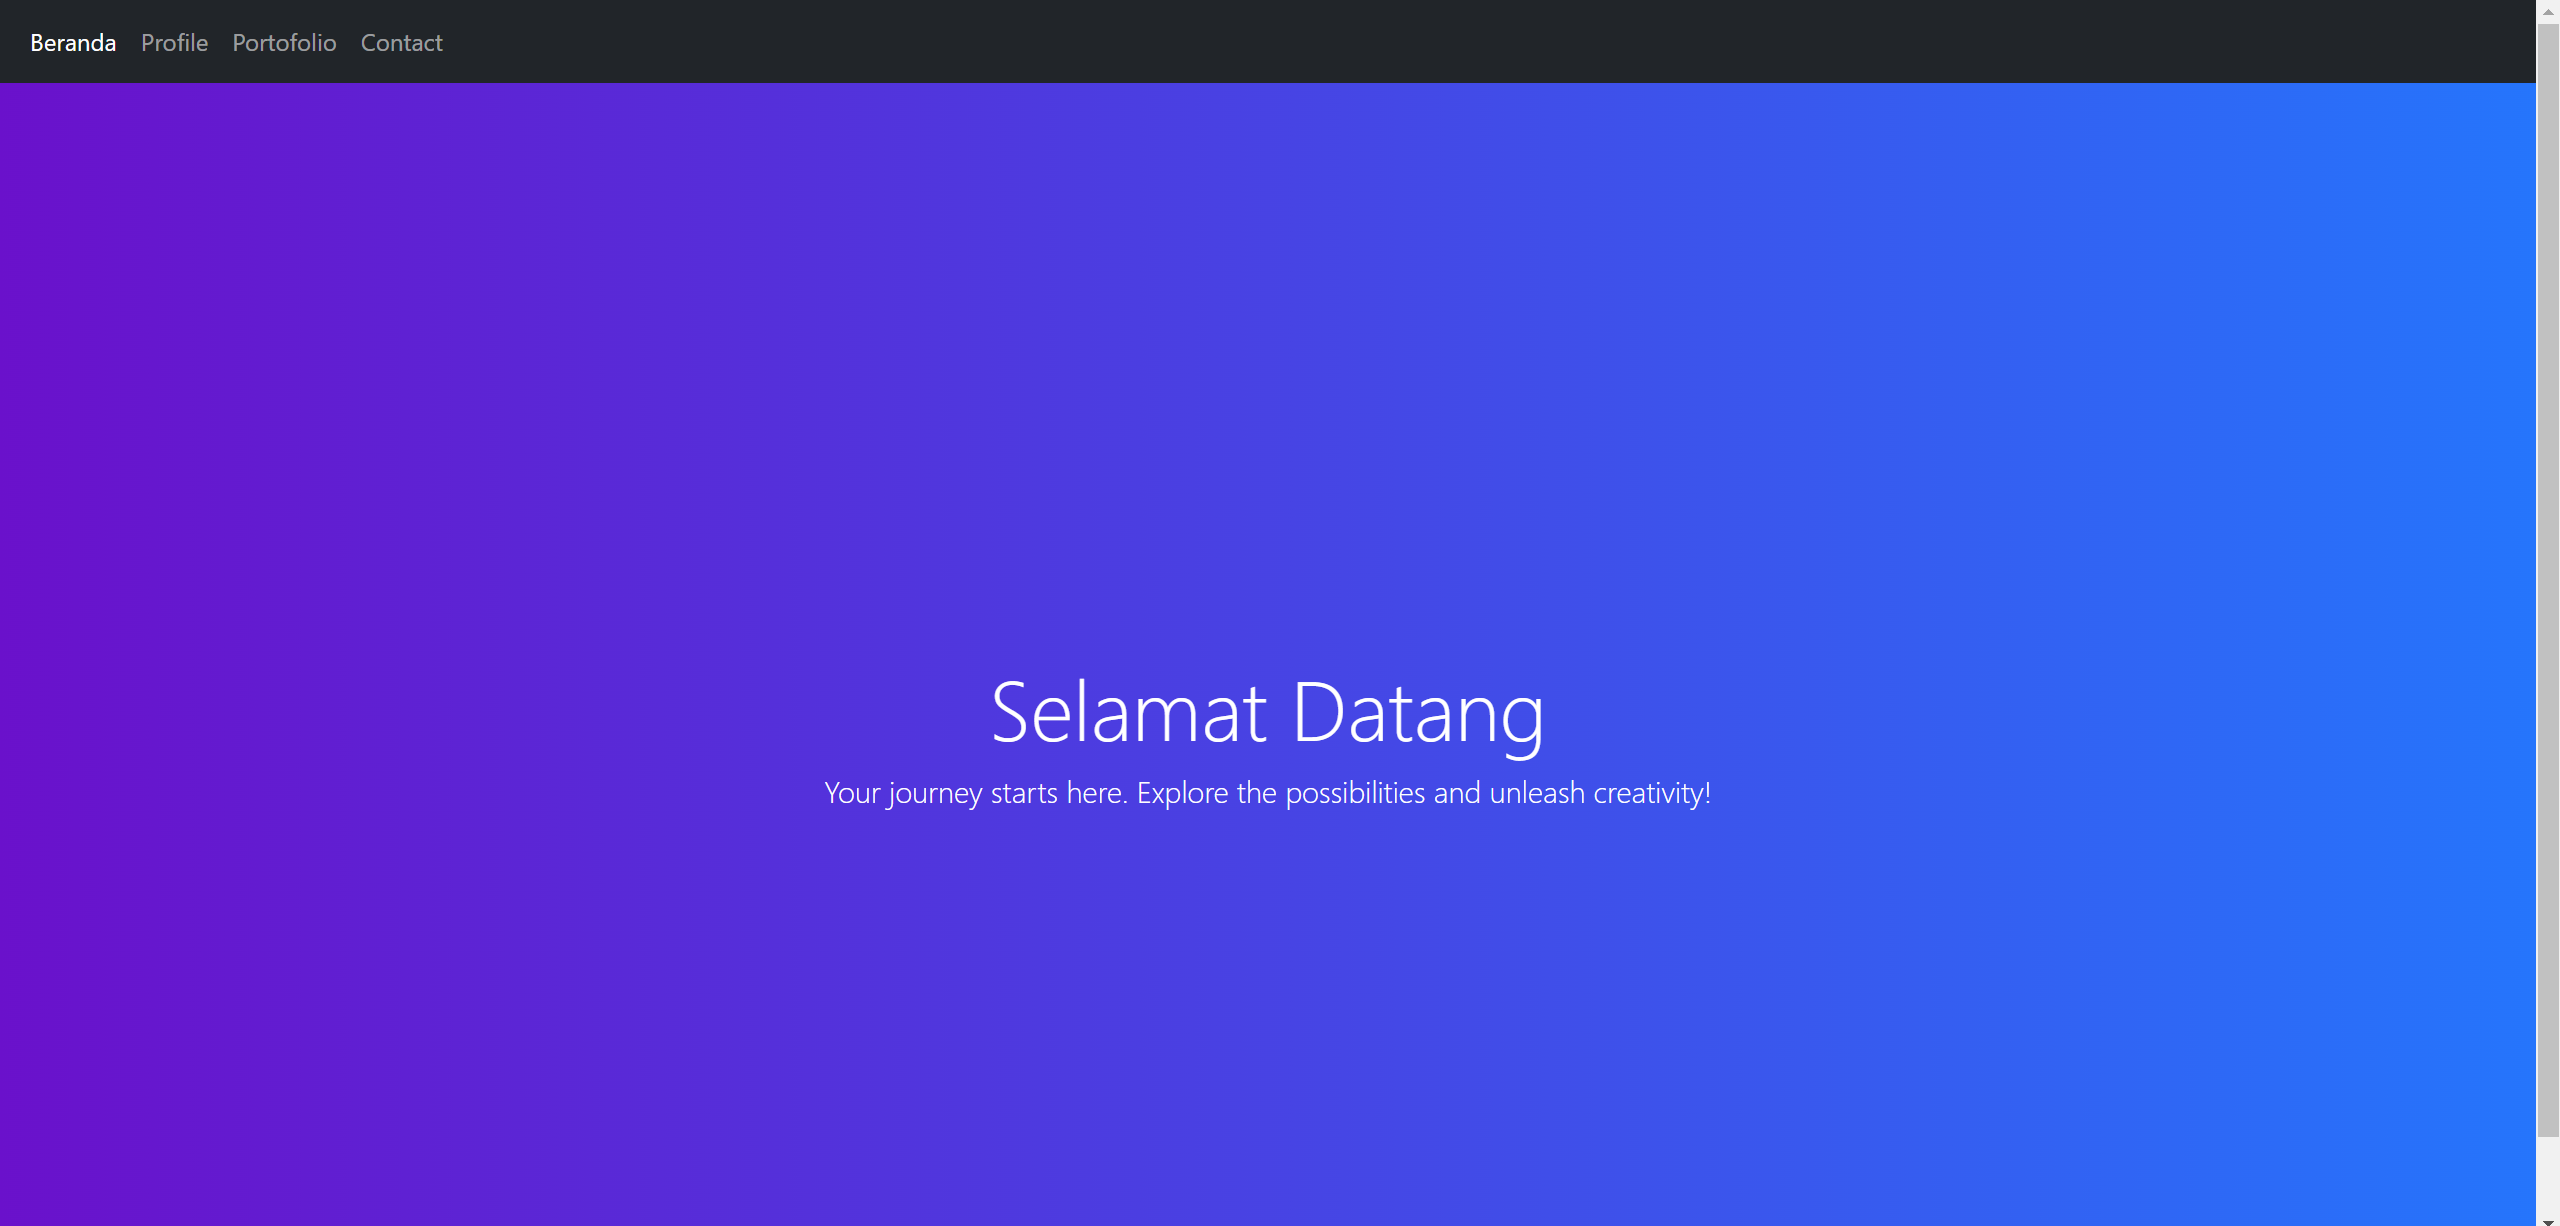 Beranda Profile Portofolio Contact
Selamat Datang
Your journey starts here. Explore the possibilities and unleash creativity!